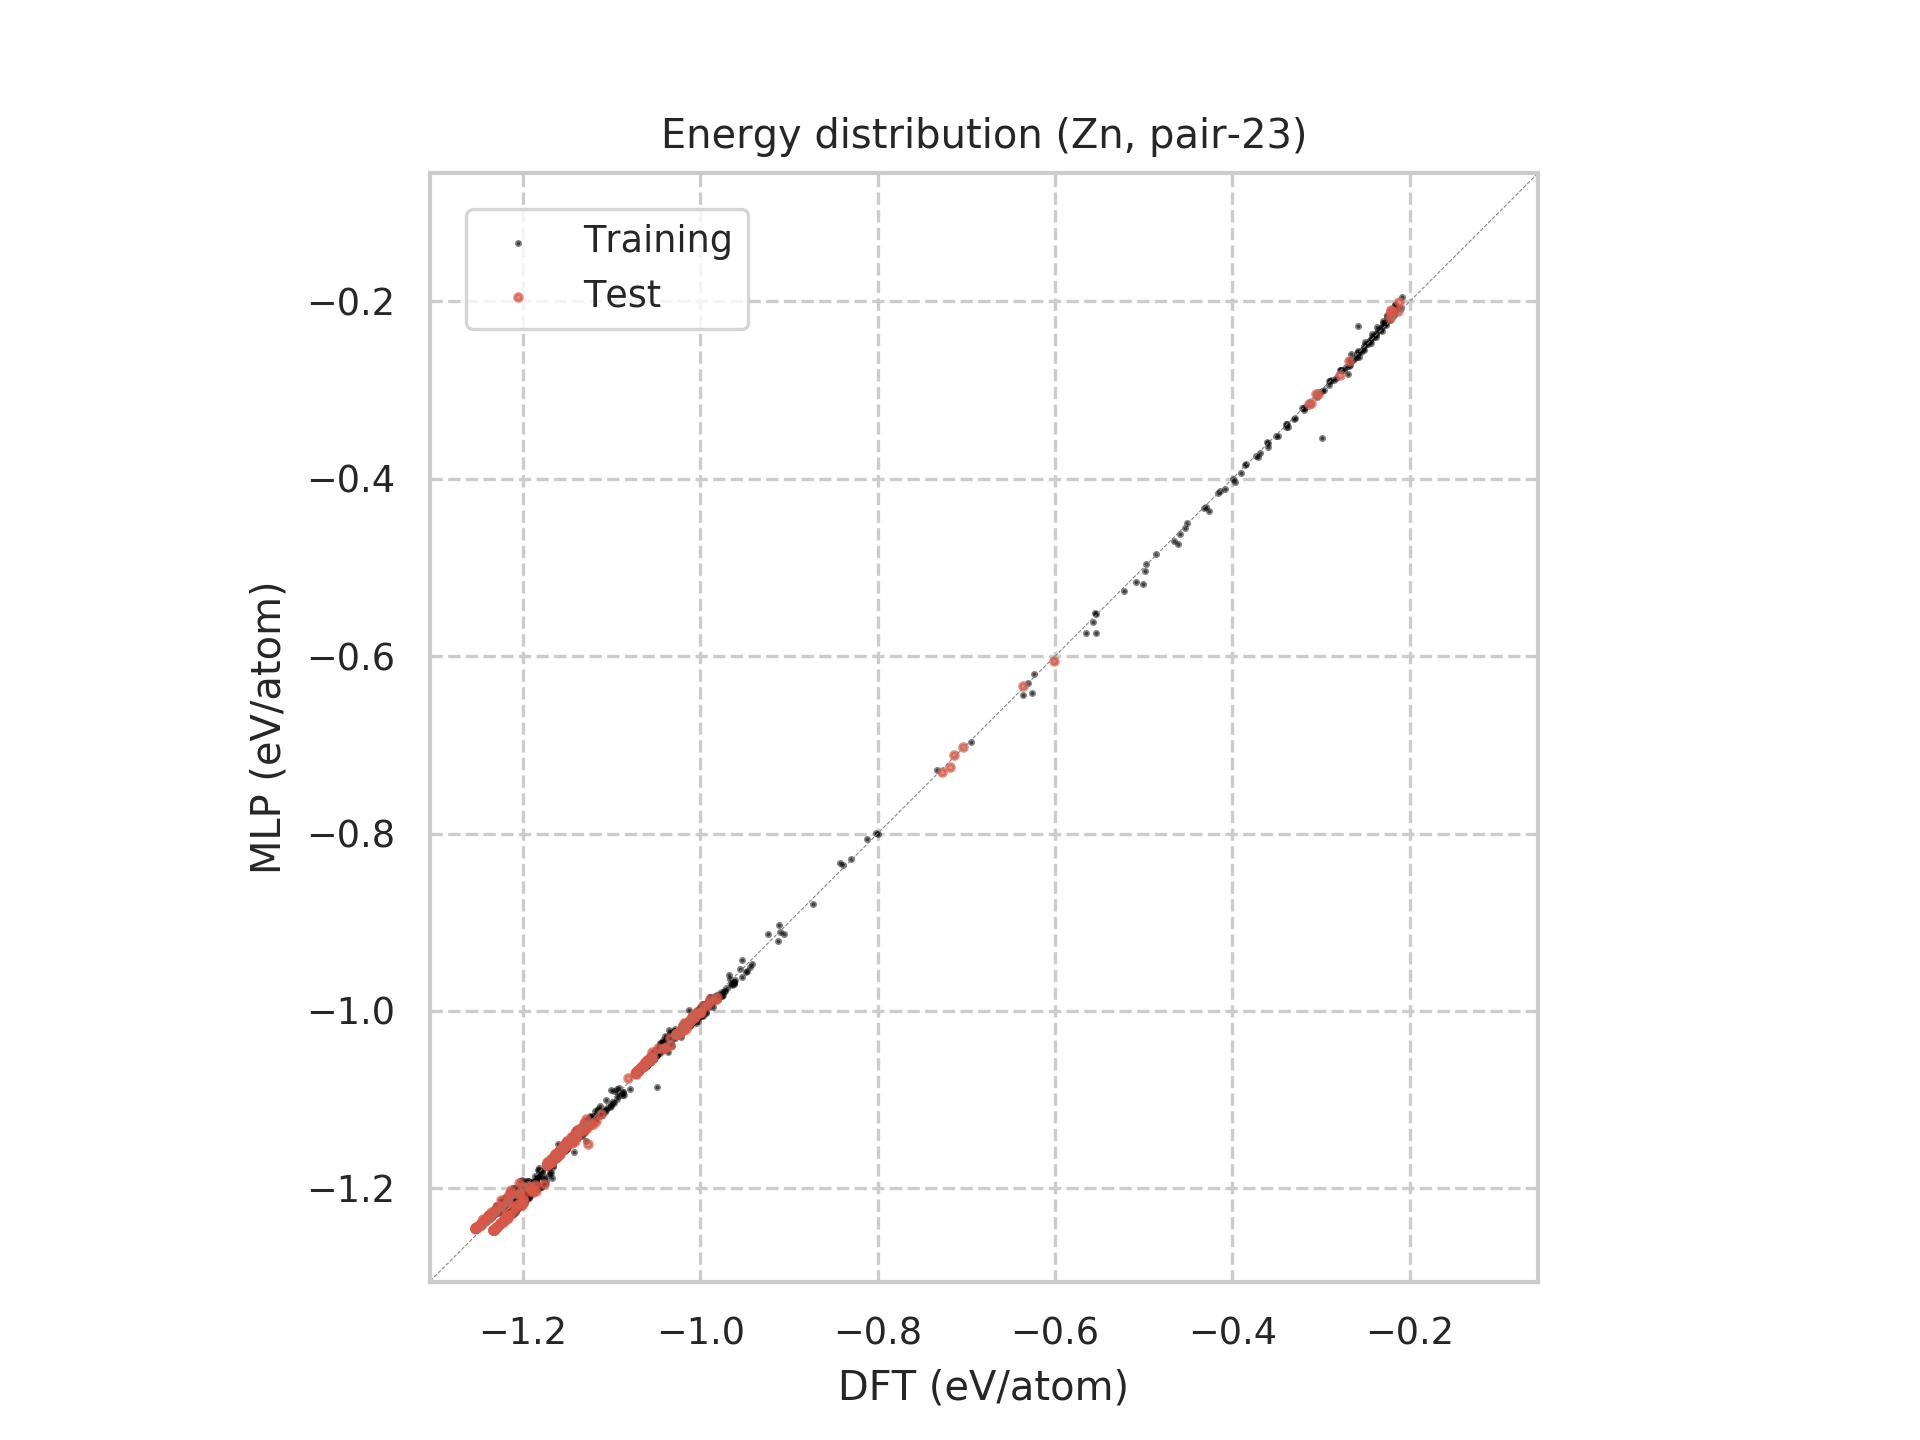 Energy distribution (Zn, pair-23)
Training
Test
MLP (eV/atom)
−0.2
−0.4
−0.6
−0.8
−1.0
−1.2
−1.2 −1.0 −0.8 −0.6 −0.4 −0.2
DFT (eV/atom)